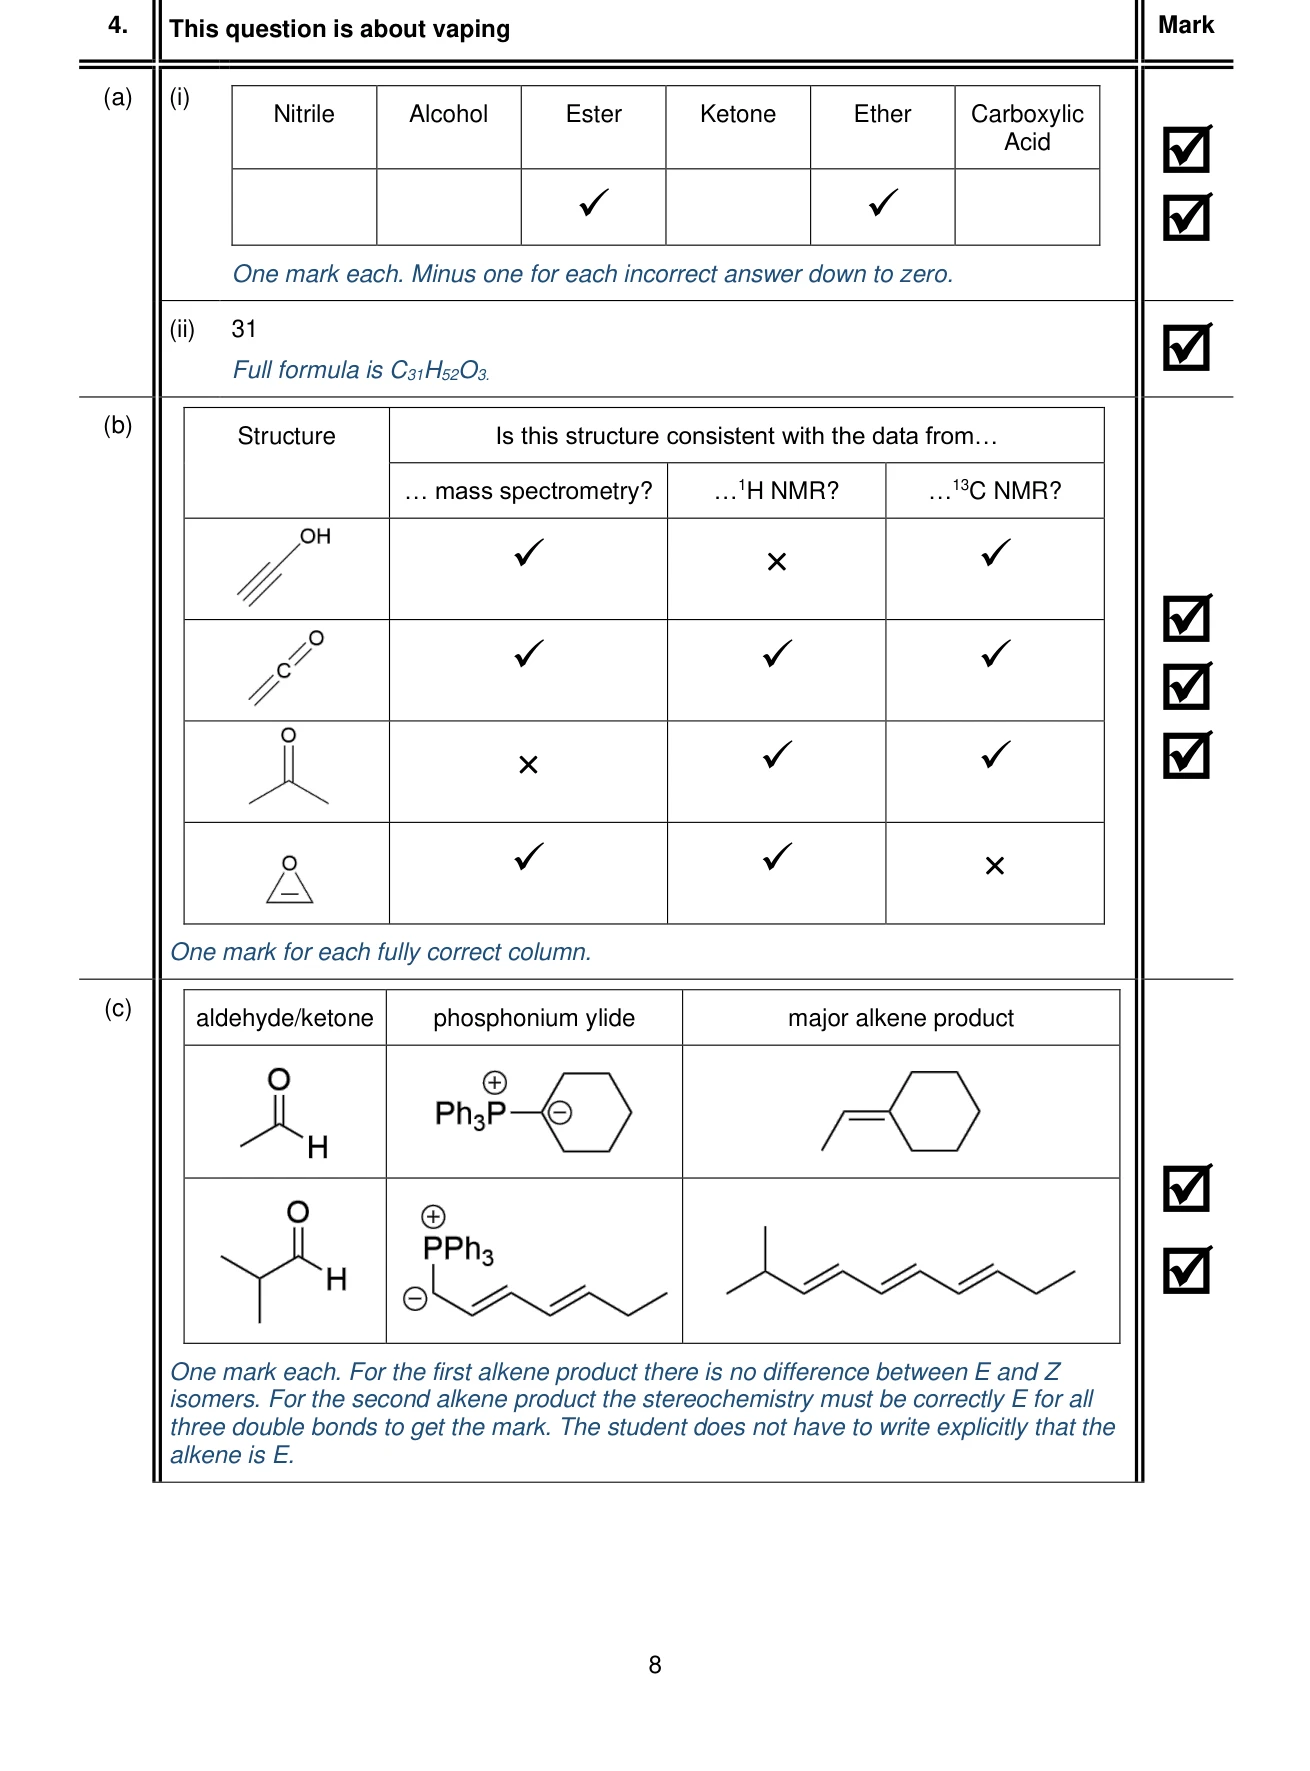 4. This question is about vaping Mark
(a) (i) Nitrile Alcohol Ester Ketone Ether Carboxylic
Acid
✓ ✓
One mark each. Minus one for each incorrect answer down to zero.
(ii) 31
Full formula is C31H52O3.
(b) Structure Is this structure consistent with the data from…
… mass spectrometry? …1H NMR? …13C NMR?
OH ✓ × ✓
C O ✓ ✓ ✓
O × ✓ ✓
O ✓ ✓ ×
One mark for each fully correct column.
(c) aldehyde/ketone phosphonium ylide major alkene product
O H Ph3P ⊕ ⊖
O H ⊕ PPh3 ⊖
One mark each. For the first alkene product there is no difference between E and Z
isomers. For the second alkene product the stereochemistry must be correctly E for all
three double bonds to get the mark. The student does not have to write explicitly that the
alkene is E.
8